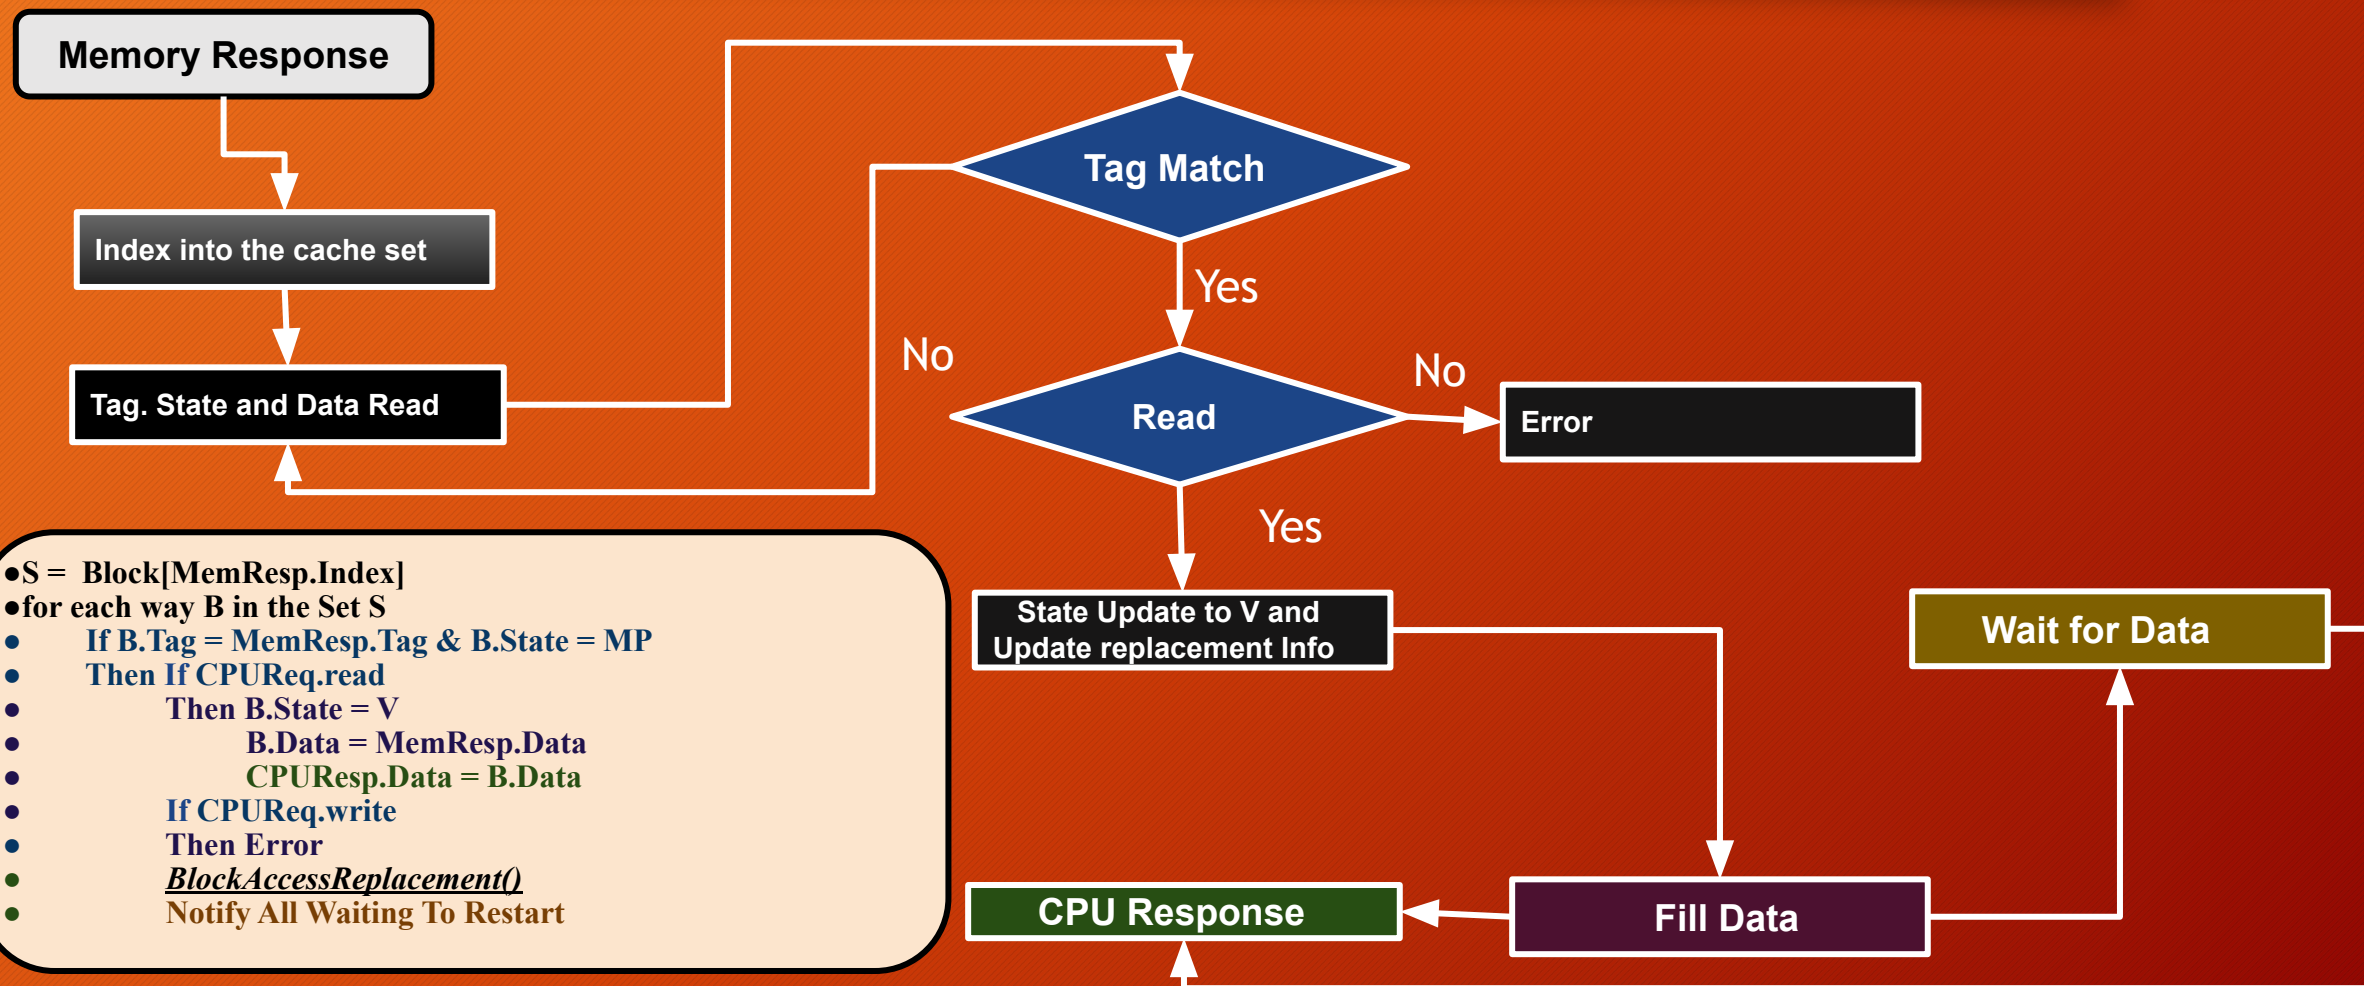 Memory Response
Index into the cache set
Tag. State and Data Read
Tag Match
Yes
No
Read
No
Error
Yes
State Update to V and
Update replacement Info
Wait for Data
CPU Response
Fill Data
●S =  Block[MemResp.Index]
●for each way B in the Set S
● If B.Tag = MemResp.Tag & B.State = MP
● Then If CPUReq.read
● Then B.State = V
● B.Data = MemResp.Data
● CPUResp.Data = B.Data
● If CPUReq.write
● Then Error
● BlockAccessReplacement()
● Notify All Waiting To Restart